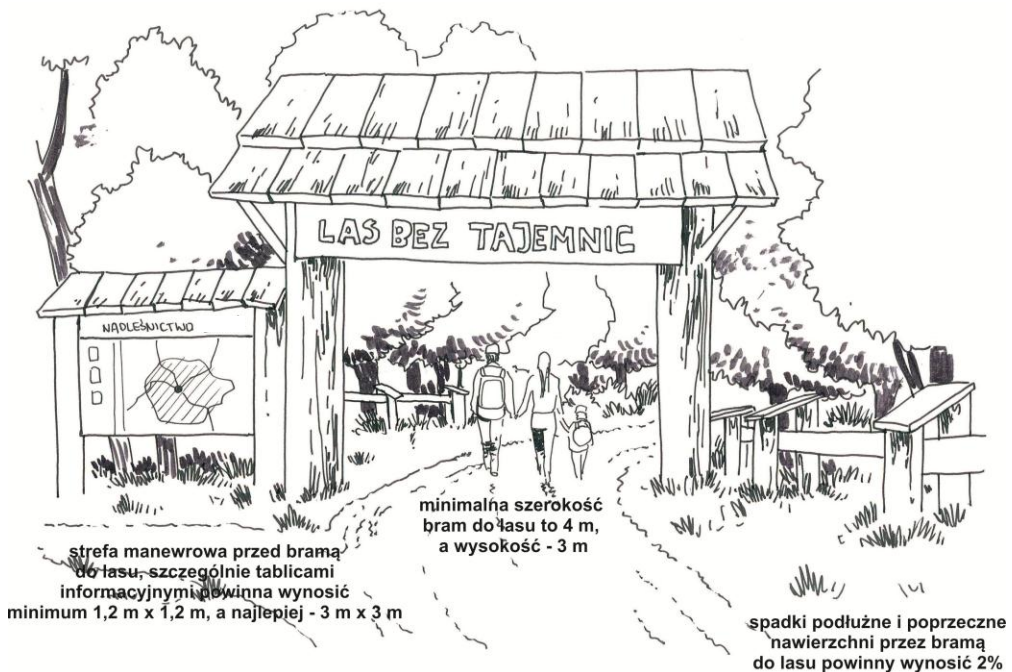 LAS BEZ TAJEMNIC
NADLEŚNICTWO
minimalna szerokość
bram do lasu to 4 m,
a wysokość - 3 m
strefa manewrowa przed bramą
do lasu, szczególnie tablicami
informacyjnymi powinna wynosić
minimum 1,2 m x 1,2 m, a najlepiej - 3 m x 3 m
spadki podłużne i poprzeczne
nawierzchni przez bramą
do lasu powinny wynosić 2%